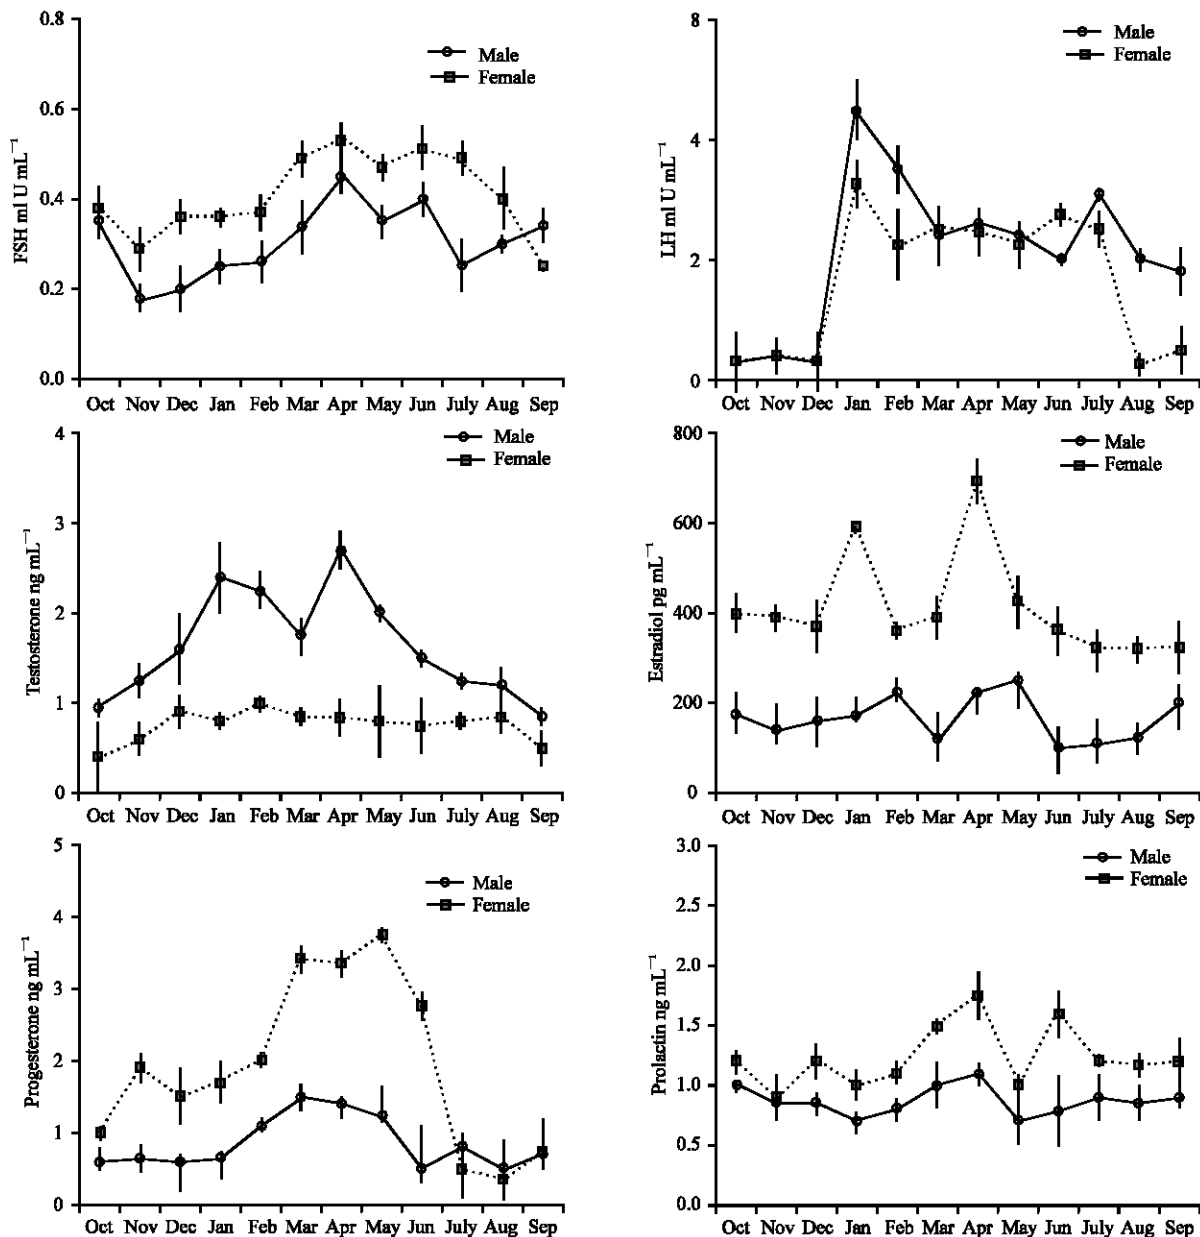 0.8
0.6
0.4
0.2
0.0
FSH ml U mL⁻¹
Male
Female
Oct Nov Dec Jan Feb Mar Apr May Jun July Aug Sep
8
4
2
0
LH ml U mL⁻¹
Male
Female
Oct Nov Dec Jan Feb Mar Apr May Jun July Aug Sep
4
3
2
1
0
Testosterone ng mL⁻¹
Male
Female
Oct Nov Dec Jan Feb Mar Apr May Jun July Aug Sep
800
600
400
200
0
Estradiol pg mL⁻¹
Male
Female
Oct Nov Dec Jan Feb Mar Apr May Jun July Aug Sep
5
4
3
2
1
0
Progesterone ng mL⁻¹
Male
Female
Oct Nov Dec Jan Feb Mar Apr May Jun July Aug Sep
3.0
2.5
2.0
1.5
1.0
0.5
0.0
Prolactin ng mL⁻¹
Male
Female
Oct Nov Dec Jan Feb Mar Apr May Jun July Aug Sep